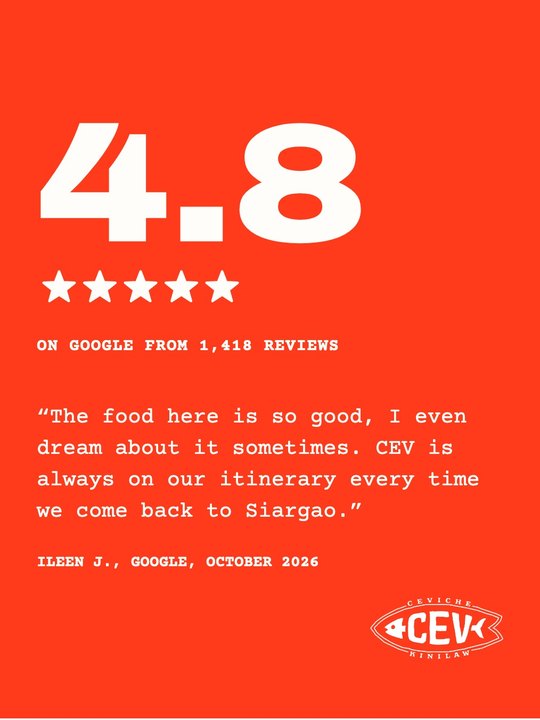 4.8
ON GOOGLE FROM 1,418 REVIEWS
“The food here is so good, I even
dream about it sometimes. CEV is
always on our itinerary every time
we come back to Siargao.”
ILEEN J., GOOGLE, OCTOBER 2026
CEVICHE
CEV
KINILAW